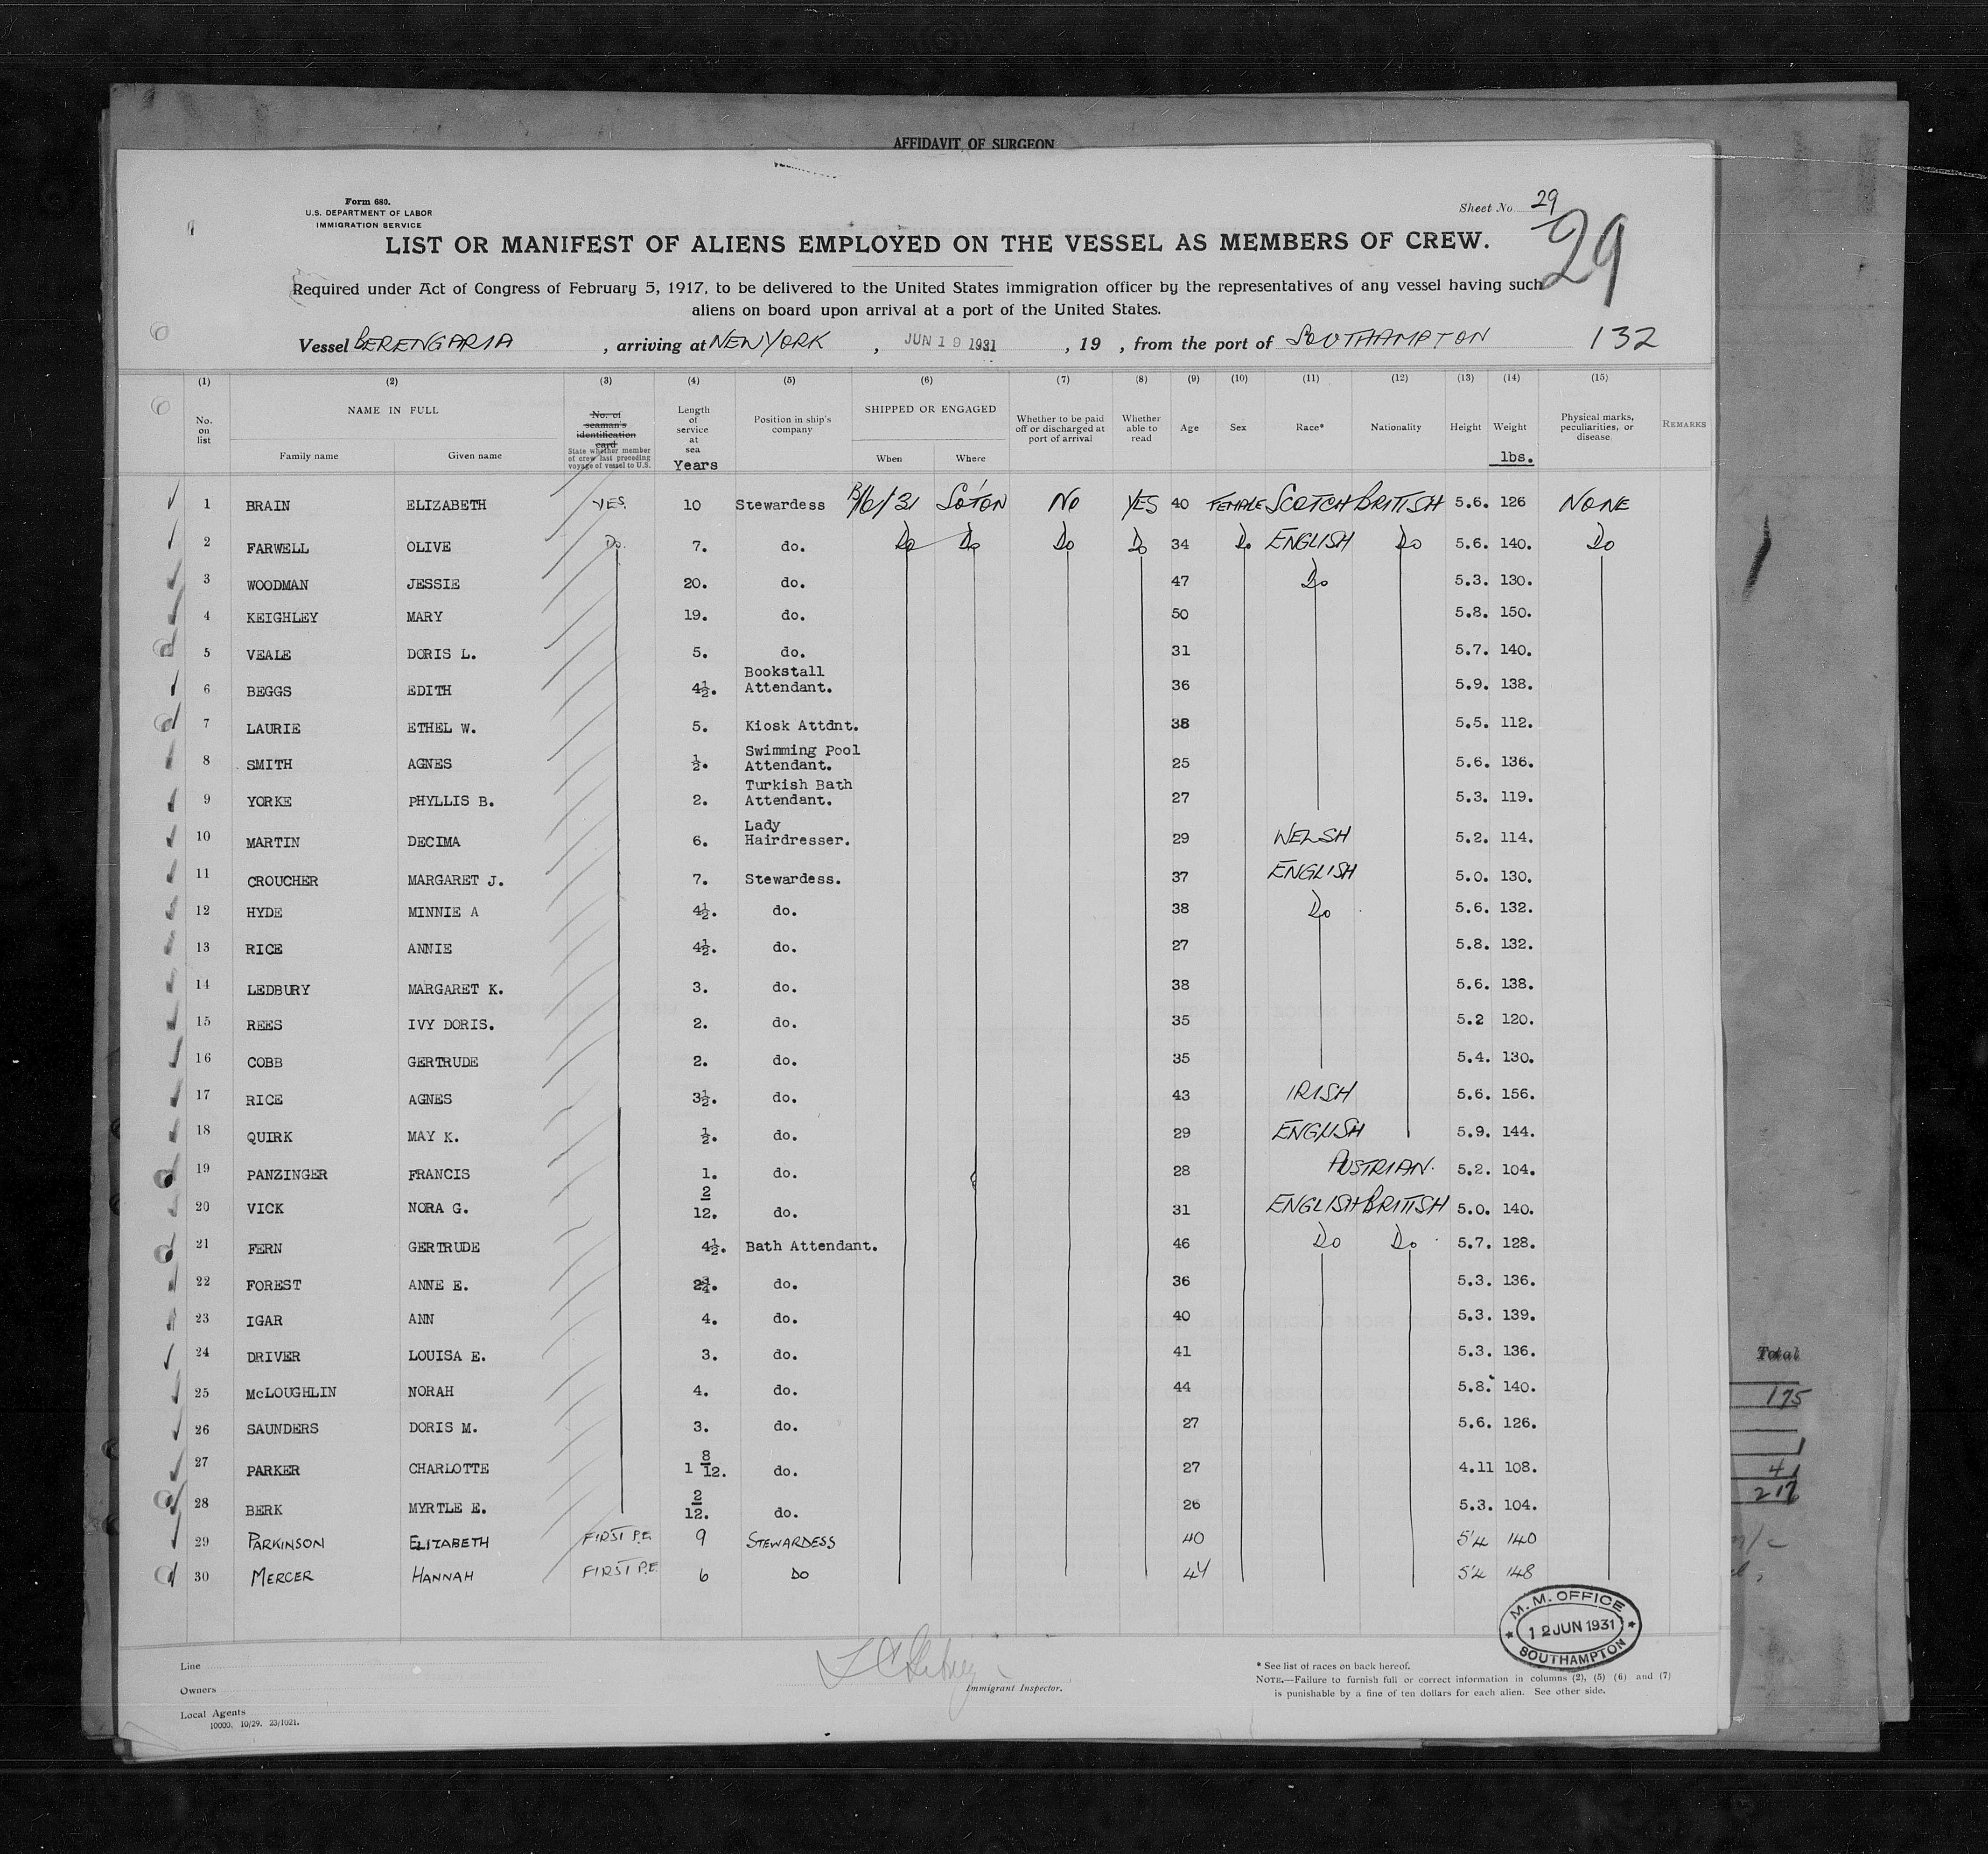 AFFIDAVIT OF SURGEON
Form 680.
U.S. DEPARTMENT OF LABOR
IMMIGRATION SERVICE
Sheet No 29
29
LIST OR MANIFEST OF ALIENS EMPLOYED ON THE VESSEL AS MEMBERS OF CREW.
Required under Act of Congress of February 5, 1917, to be delivered to the United States immigration officer by the representatives of any vessel having such
aliens on board upon arrival at a port of the United States.
Vessel BERENGARIA, arriving at NEW YORK, JUN 19 1931, 19 , from the port of SOUTHAMPTON 132
(1) (2) (3) (4) (5) (6) (7) (8) (9) (10) (11) (12) (13) (14) (15)
No. on list NAME IN FULL Family name Given name No. of seaman's identification card State whether member of crew last preceding voyage of vessel to U.S. Length of service at sea Years Position in ship's company SHIPPED OR ENGAGED When Where Whether to be paid off or discharged at port of arrival Whether able to read Age Sex Race* Nationality Height Weight lbs. Physical marks, peculiarities, or disease REMARKS
1 BRAIN ELIZABETH YES. 10 Stewardess /6/31 SO'TON NO YES 40 FEMALE SCOTCH BRITISH 5.6. 126 NONE
2 FARWELL OLIVE Do. 7. do. Do Do Do Do 34 Do ENGLISH Do 5.6. 140. Do
3 WOODMAN JESSIE 20. do. 47 Do 5.3. 130.
4 KEIGHLEY MARY 19. do. 50 5.8. 150.
5 VEALE DORIS L. 5. do. 31 5.7. 140.
6 BEGGS EDITH 4½. Bookstall Attendant. 36 5.9. 138.
7 LAURIE ETHEL W. 5. Kiosk Attdnt. 38 5.5. 112.
8 SMITH AGNES ½. Swimming Pool Attendant. 25 5.6. 136.
9 YORKE PHYLLIS B. 2. Turkish Bath Attendant. 27 5.3. 119.
10 MARTIN DECIMA 6. Lady Hairdresser. 29 WELSH 5.2. 114.
11 CROUCHER MARGARET J. 7. Stewardess. 37 ENGLISH 5.0. 130.
12 HYDE MINNIE A 4½. do. 38 Do 5.6. 132.
13 RICE ANNIE 4½. do. 27 5.8. 132.
14 LEDBURY MARGARET K. 3. do. 38 5.6. 138.
15 REES IVY DORIS. 2. do. 35 5.2 120.
16 COBB GERTRUDE 2. do. 35 5.4. 130.
17 RICE AGNES 3½. do. 43 IRISH 5.6. 156.
18 QUIRK MAY K. ½. do. 29 ENGLISH 5.9. 144.
19 PANZINGER FRANCIS 1. do. 28 AUSTRIAN. 5.2. 104.
20 VICK NORA G. 2/12. do. 31 ENGLISH BRITISH 5.0. 140.
21 FERN GERTRUDE 4½. Bath Attendant. 46 Do Do 5.7. 128.
22 FOREST ANNE E. do. 36 5.3. 136.
23 IGAR ANN 4. do. 40 5.3. 139.
24 DRIVER LOUISA E. 3. do. 41 5.3. 136.
25 McLOUGHLIN NORAH 4. do. 44 5.8. 140.
26 SAUNDERS DORIS M. 3. do. 27 5.6. 126.
27 PARKER CHARLOTTE 1 8/12. do. 27 4.11 108.
28 BERK MYRTLE E. 2/12. do. 26 5.3. 104.
29 PARKINSON ELIZABETH FIRST P.E. 9 STEWARDESS 40 5'4 140
30 MERCER HANNAH FIRST P.E. 6 DO 44 5'4 148
Total
175
1
41
217
M. M. OFFICE
12 JUN 1931
SOUTHAMPTON
Line
Owners
Local Agents
10000. 10/29. 23/1021.
Immigrant Inspector.
* See list of races on back hereof.
NOTE.—Failure to furnish full or correct information in columns (2), (5) (6) and (7)
is punishable by a fine of ten dollars for each alien. See other side.